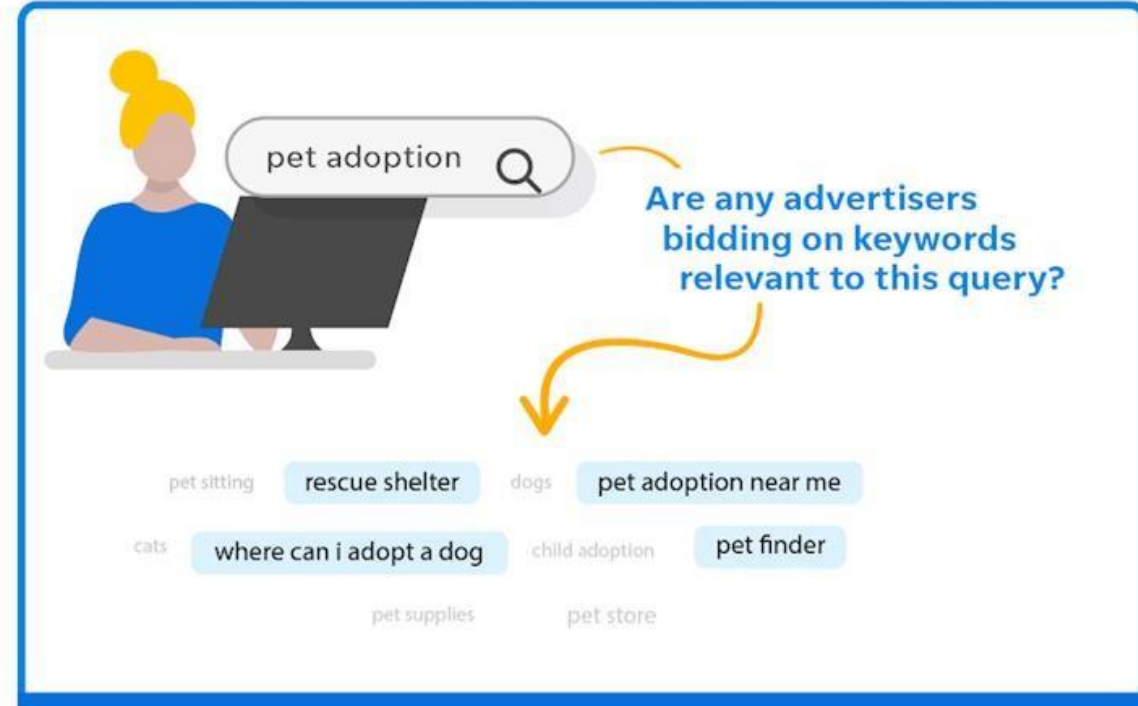 pet adoption
Are any advertisers
bidding on keywords
relevant to this query?
pet sitting rescue shelter dogs pet adoption near me
cats where can i adopt a dog child adoption pet finder
pet supplies pet store